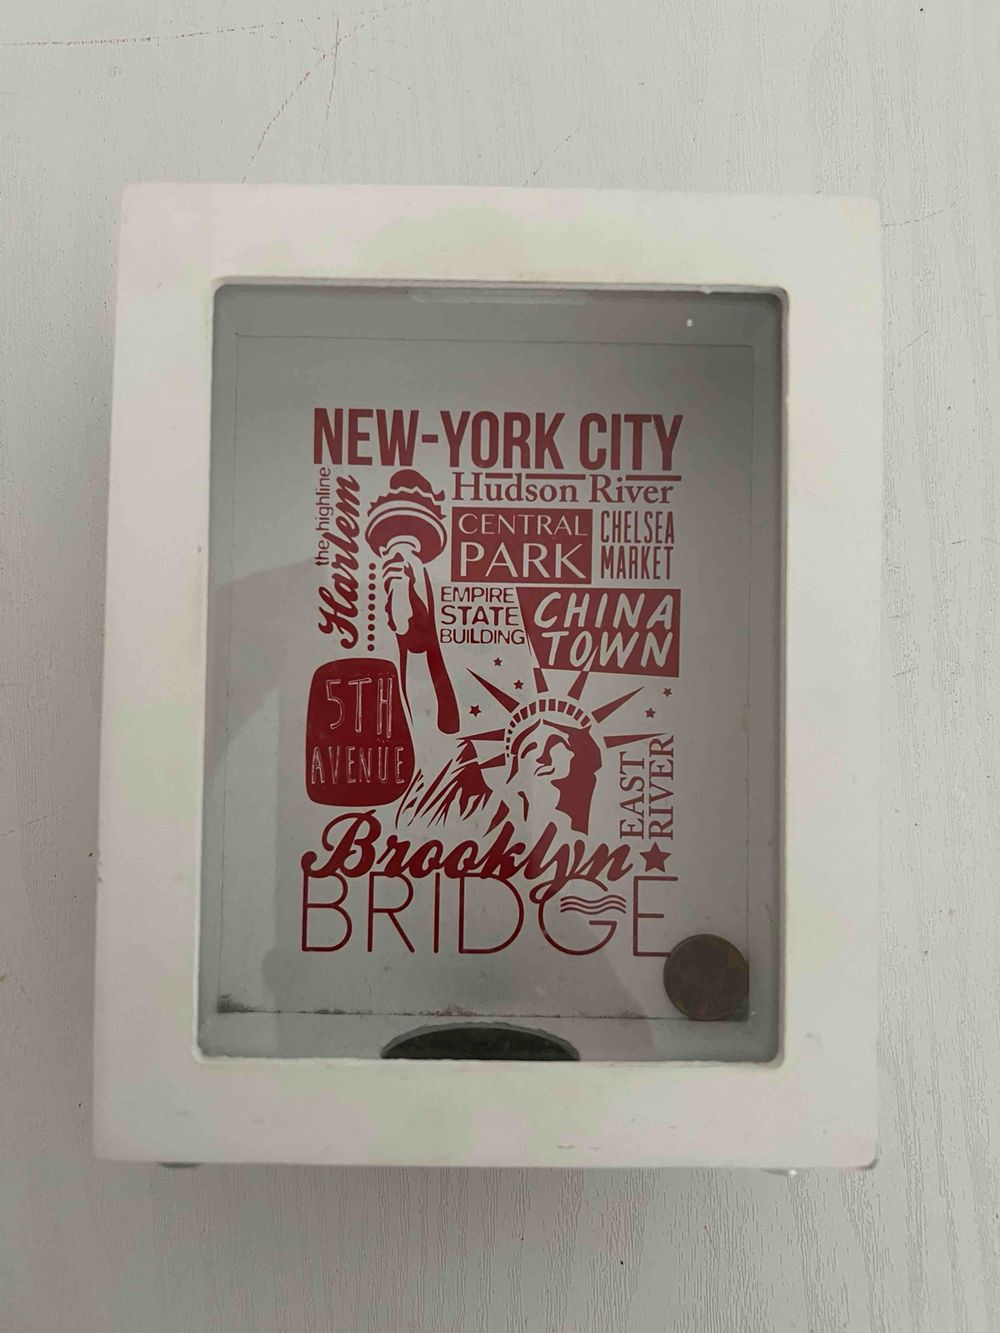 NEW-YORK CITY
the highline
Harlem
Hudson River
CENTRAL
PARK
CHELSEA
MARKET
EMPIRE
STATE
BUILDING
CHINA
TOWN
5TH
AVENUE
EAST
RIVER
Brooklyn
BRIDGE